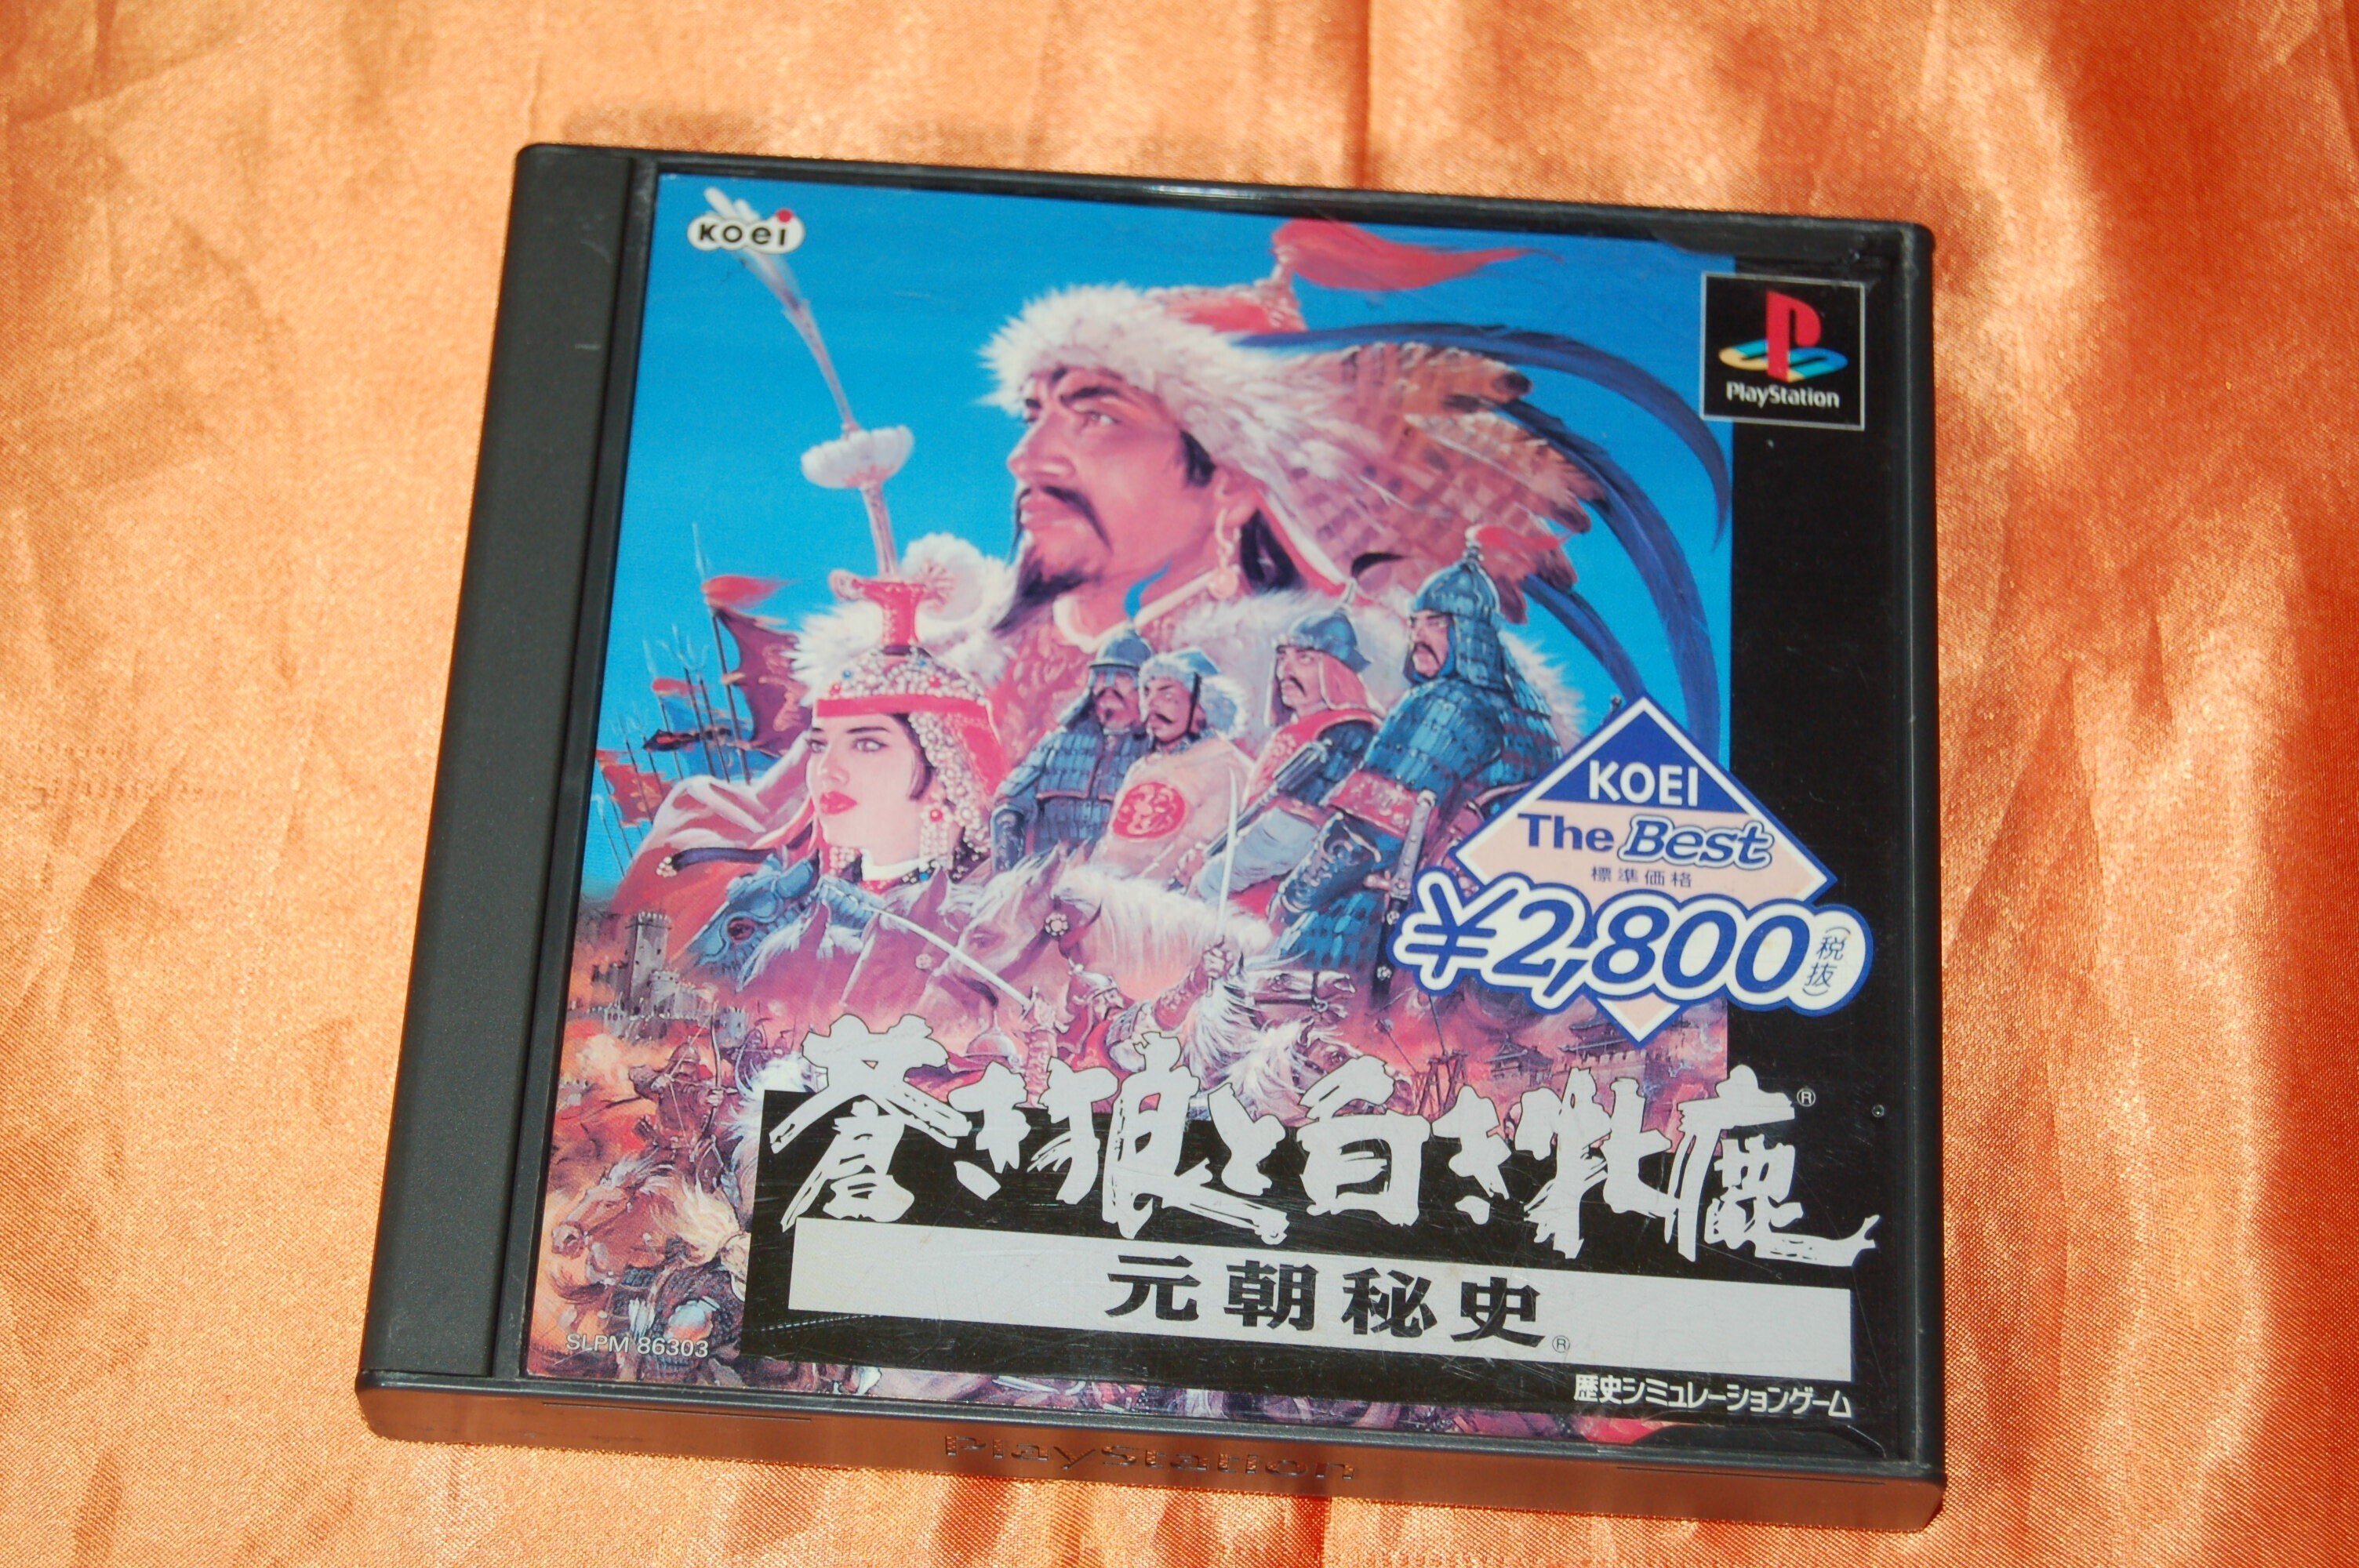 KOEI
PlayStation
KOEI
The Best
標準価格
¥2,800(税抜)
蒼き狼と白き牝鹿®
元朝秘史®
SLPM 86303
歴史シミュレーションゲーム
PlayStation